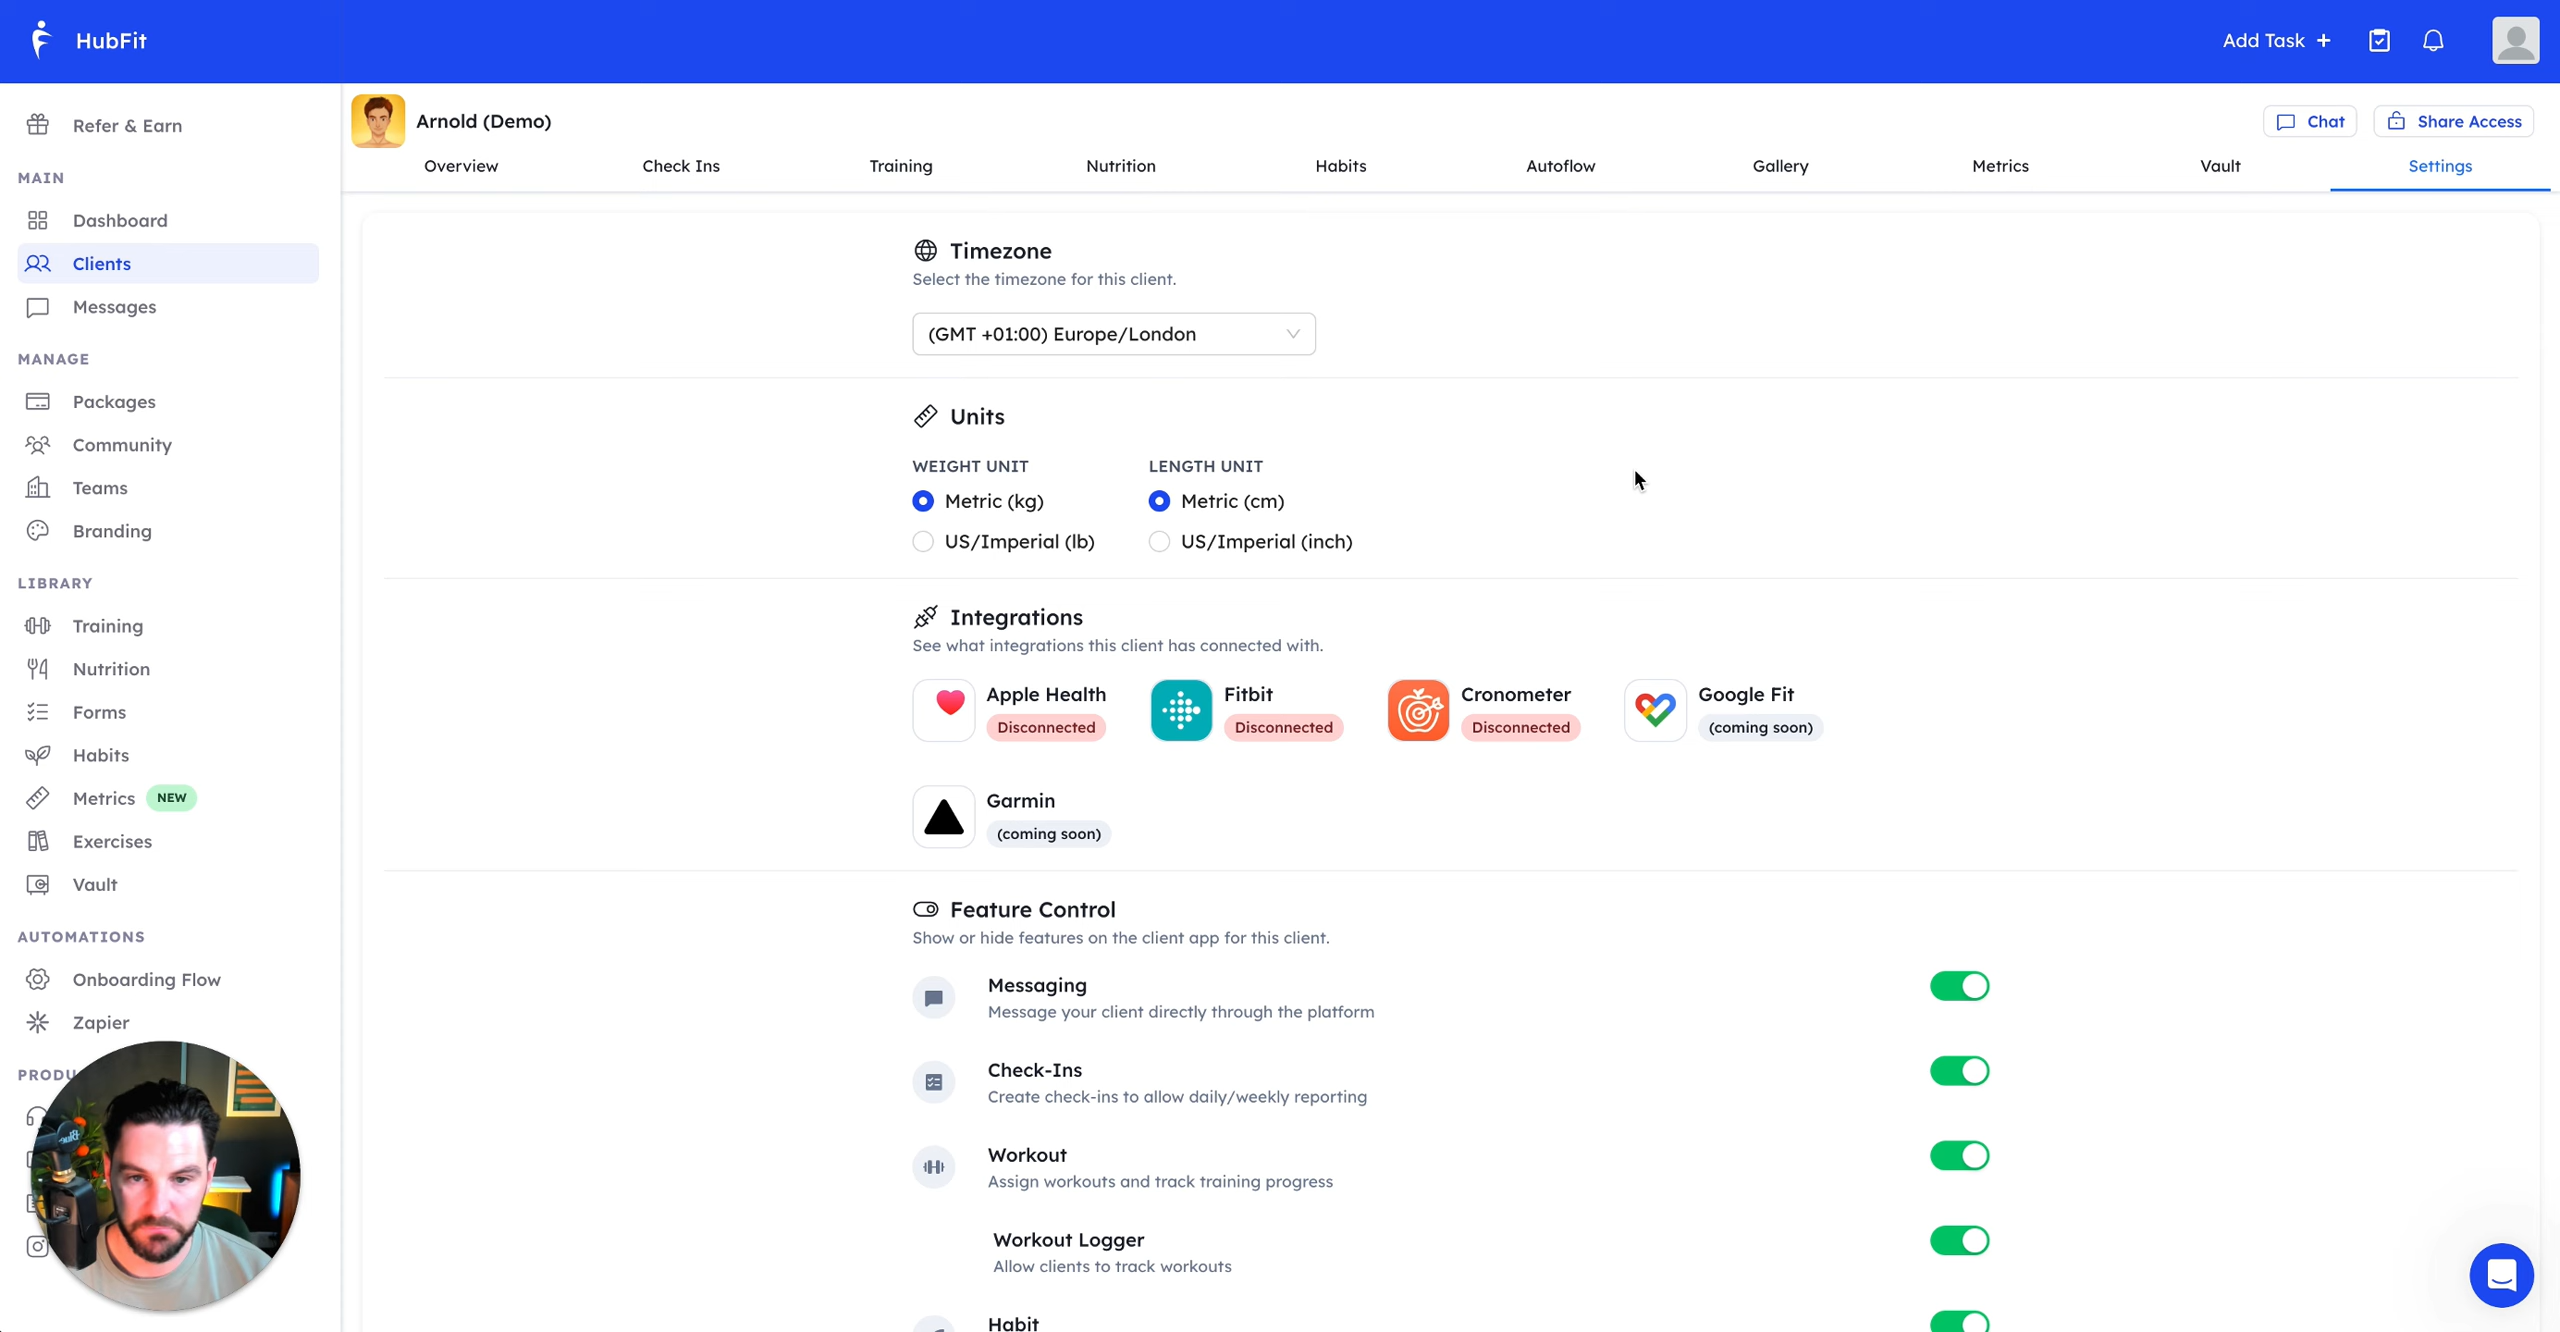 HubFit
Add Task +
Refer & Earn
MAIN
Dashboard
Clients
Messages
MANAGE
Packages
Community
Teams
Branding
LIBRARY
Training
Nutrition
Forms
Habits
Metrics NEW
Exercises
Vault
AUTOMATIONS
Onboarding Flow
Zapier
PRODU
Arnold (Demo)
Chat
Share Access
Overview
Check Ins
Training
Nutrition
Habits
Autoflow
Gallery
Metrics
Vault
Settings
Timezone
Select the timezone for this client.
(GMT +01:00) Europe/London
Units
WEIGHT UNIT
Metric (kg)
US/Imperial (lb)
LENGTH UNIT
Metric (cm)
US/Imperial (inch)
Integrations
See what integrations this client has connected with.
Apple Health
Disconnected
Fitbit
Disconnected
Cronometer
Disconnected
Google Fit
(coming soon)
Garmin
(coming soon)
Feature Control
Show or hide features on the client app for this client.
Messaging
Message your client directly through the platform
Check-Ins
Create check-ins to allow daily/weekly reporting
Workout
Assign workouts and track training progress
Workout Logger
Allow clients to track workouts
Habit